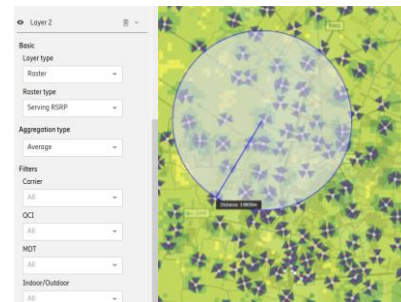 Layer 2
Basic
Layer type
Raster
Raster type
Serving RSRP
Aggregation type
Average
Filters
Carrier
All
QCI
All
MDT
All
Indoor/Outdoor
All